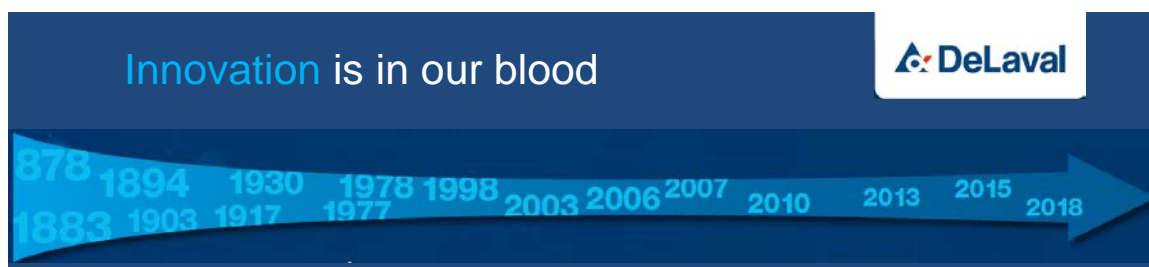 Innovation is in our blood
DeLaval
878 1894 1930 1978 1998 2003 2006 2007 2010 2013 2015 2018
1883 1903 1917 1977